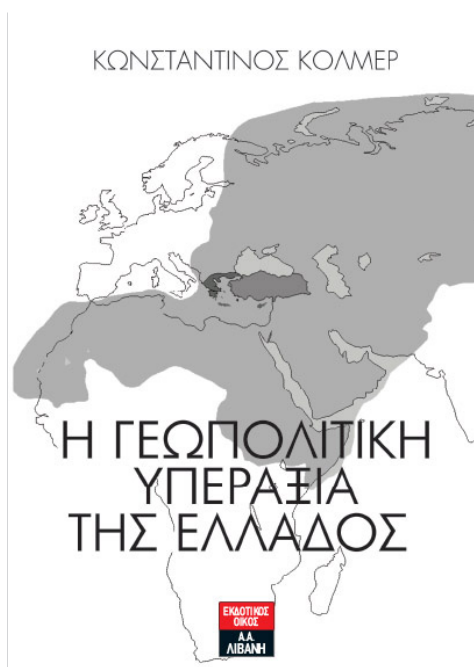 ΚΩΝΣΤΑΝΤΙΝΟΣ ΚΟΛΜΕΡ
Η ΓΕΩΠΟΛΙΤΙΚΗ
ΥΠΕΡΑΞΙΑ
ΤΗΣ ΕΛΛΑΔΟΣ
ΕΚΔΟΤΙΚΟΣ
ΟΙΚΟΣ
Α.Α.
ΛΙΒΑΝΗ